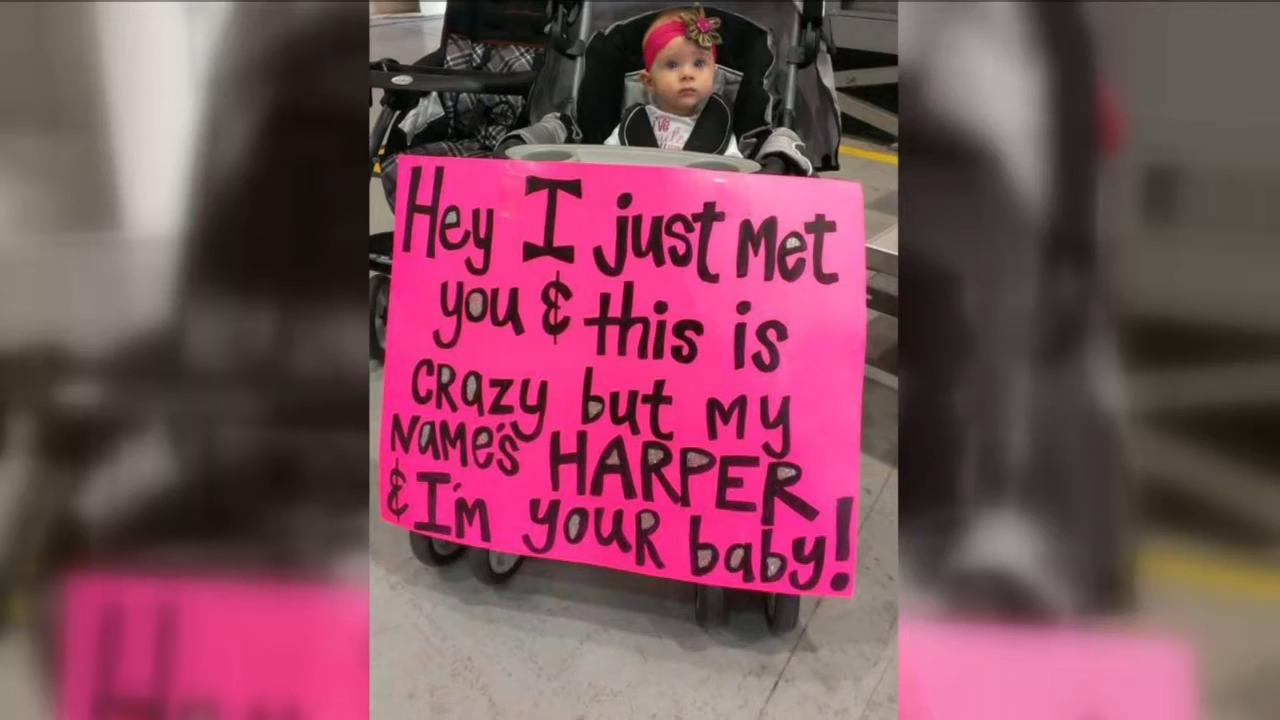 Hey I just Met
you & this is
CRazy but my
NAMe's HARPER
& I'm youR baby!